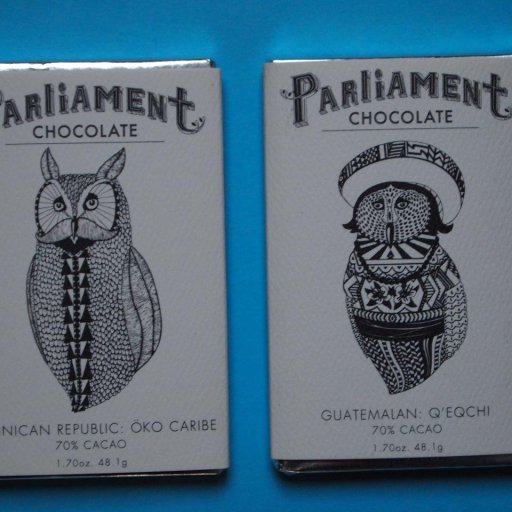 Parliament
CHOCOLATE
NICAN REPUBLIC: ÖKO CARIBE
70% CACAO
1.70oz. 48.1g
Parliament
CHOCOLATE
GUATEMALAN: Q'EQCHI
70% CACAO
1.70oz. 48.1g